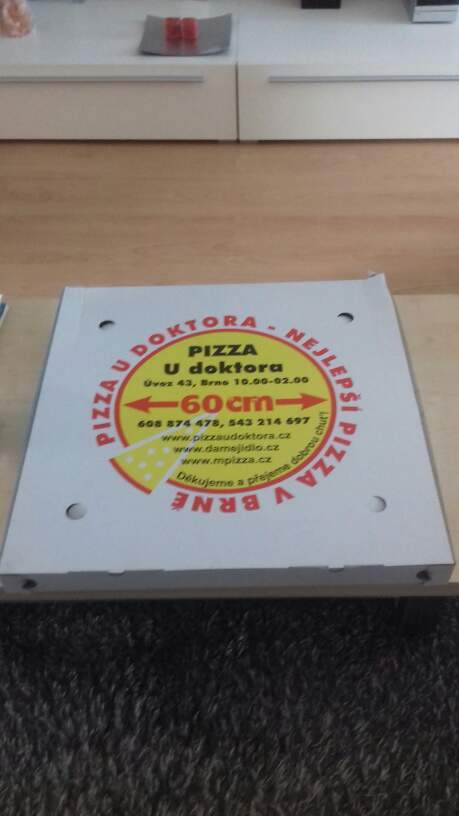 PIZZA U DOKTORA - NEJLEPŠÍ PIZZA V BRNĚ
PIZZA
U doktora
Úvoz 43, Brno 10.00-02.00
60cm
608 874 478, 543 214 697
www.pizzaudoktora.cz
www.damejidlo.cz
www.mpizza.cz
Děkujeme a přejeme dobrou chuť!